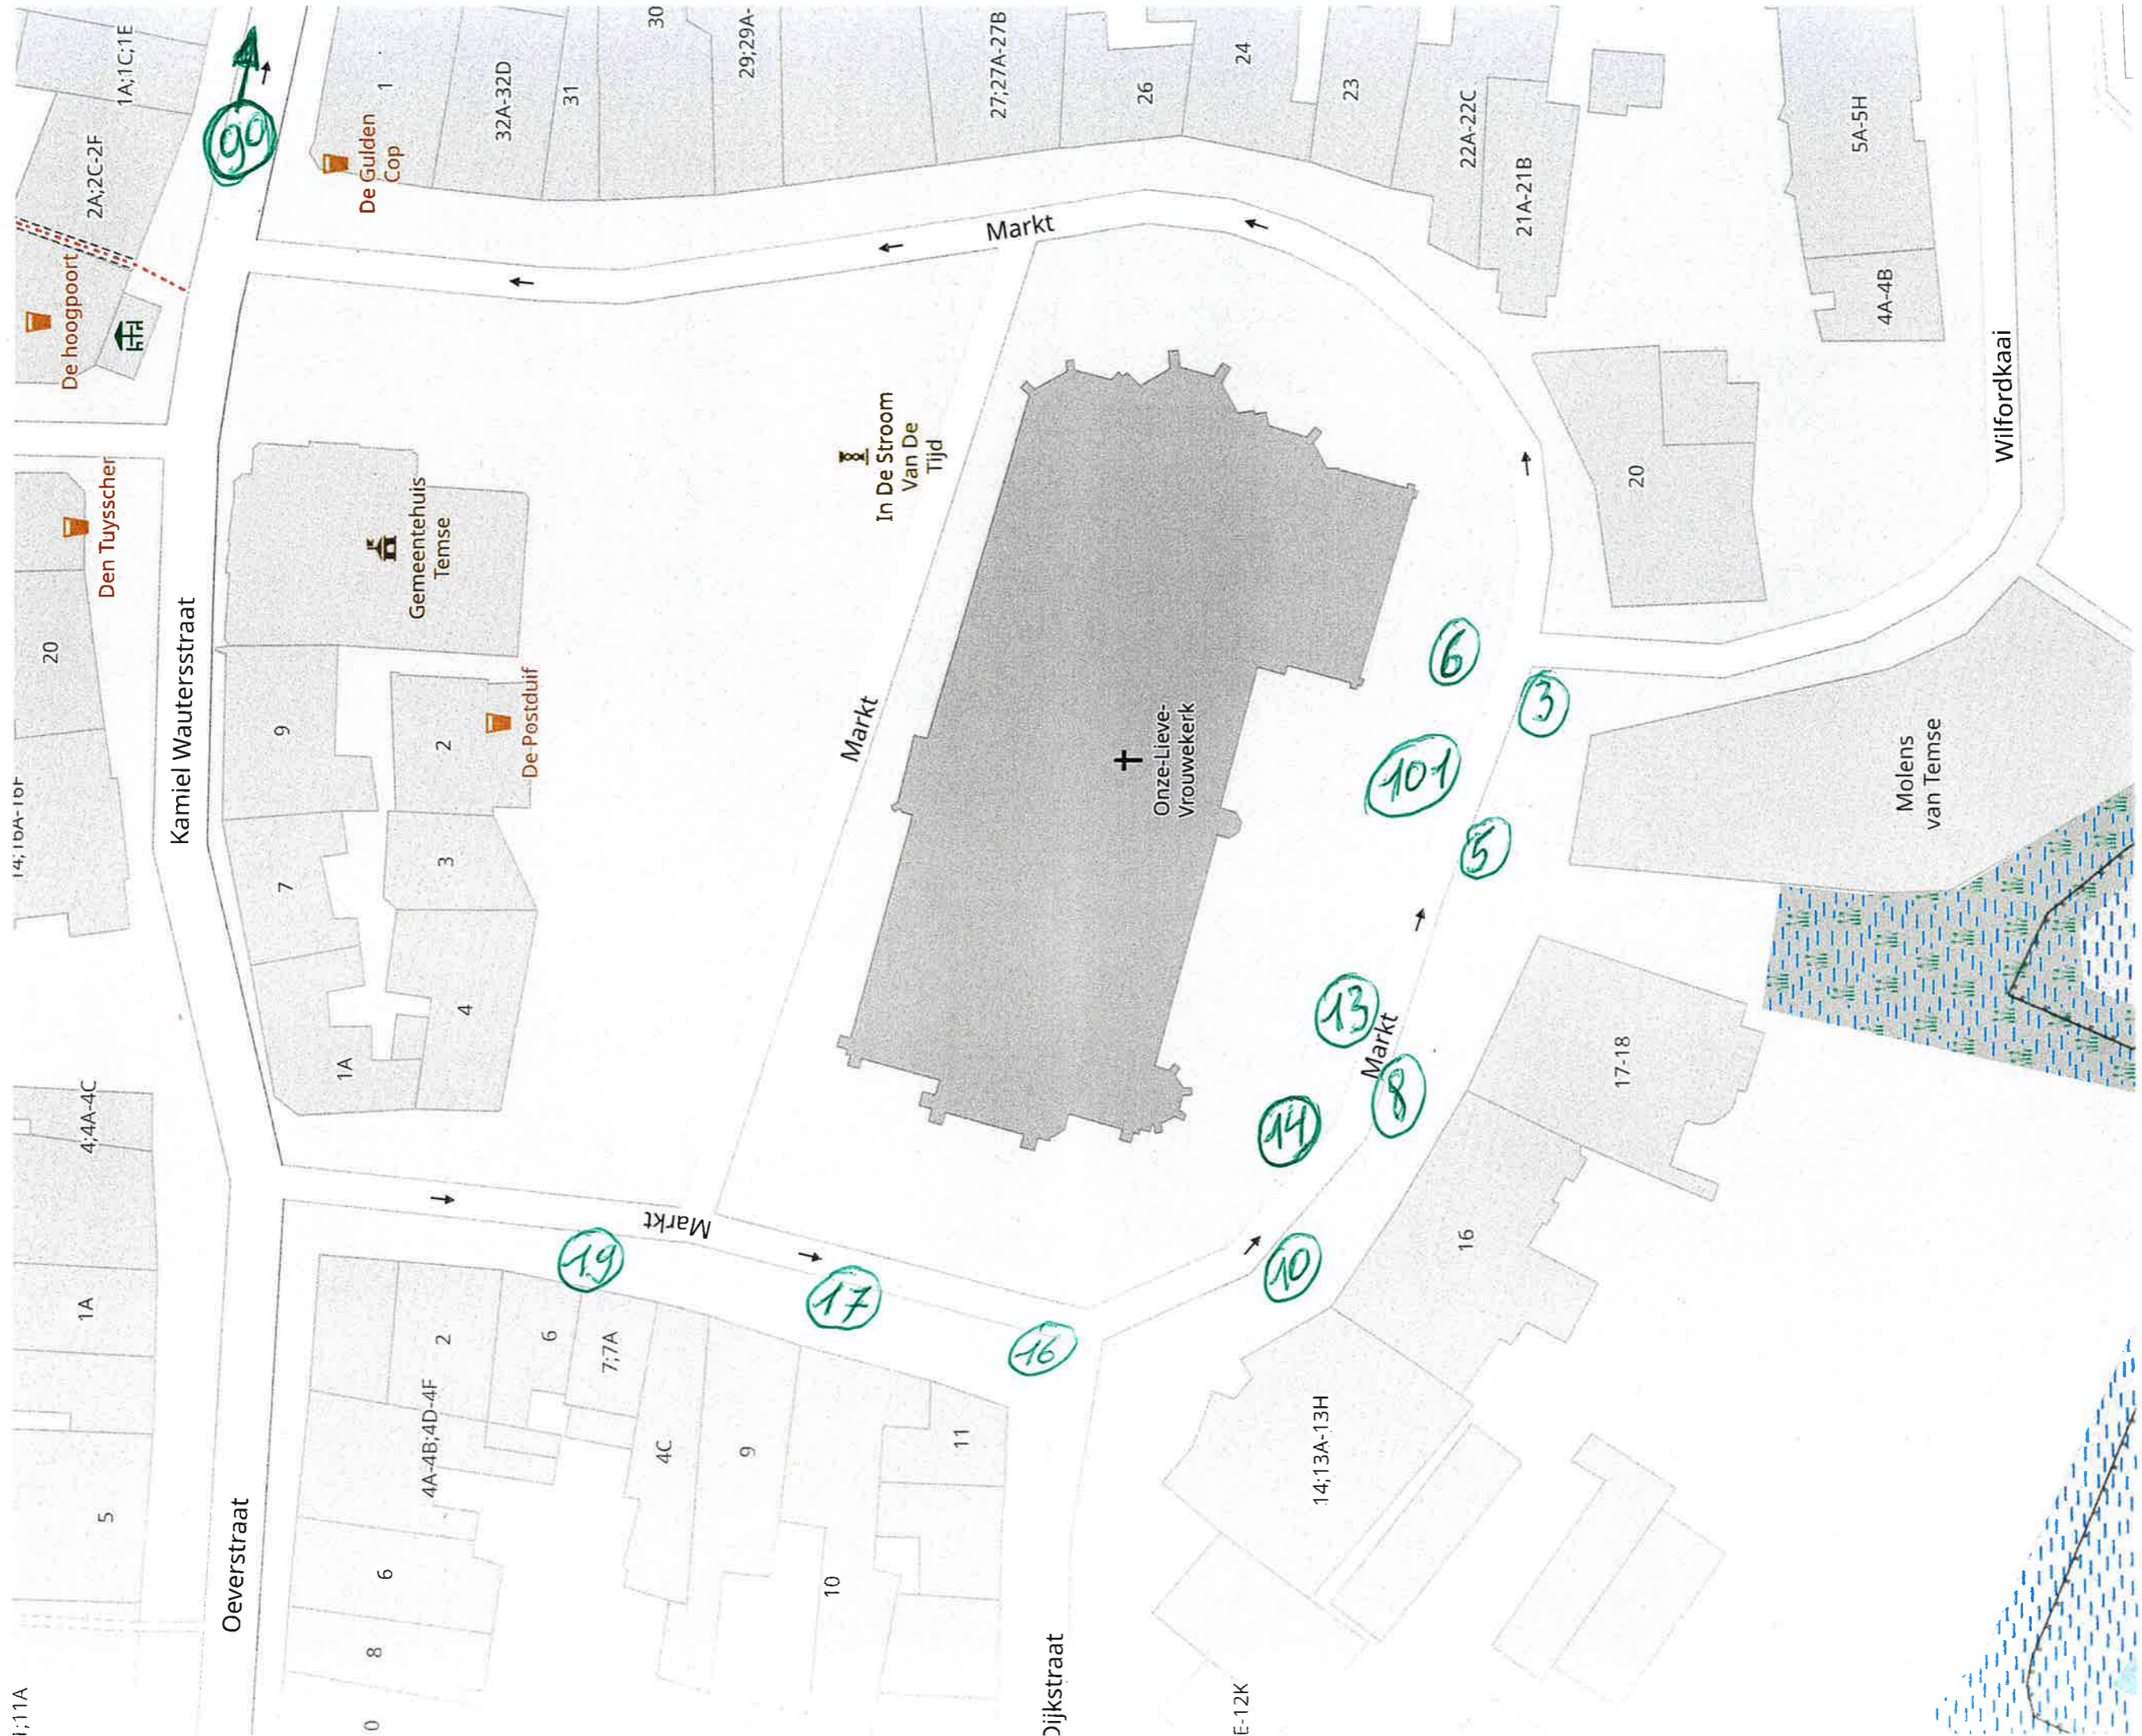 1A;1C;1E
2A;2C-2F
90
De hoogpoort
1
De Gulden
Cop
32A-32D
31
30
29;29A-
27;27A-27B
26
24
23
22A-22C
21A-21B
5A-5H
4A-4B
Markt
Wilfordkaai
20
Den Tuysscher
20
Kamiel Wautersstraat
Gemeentehuis
Temse
9
2
De Postduif
7
3
4
1A
In De Stroom
Van De
Tijd
Markt
Onze-Lieve-
Vrouwekerk
6
3
101
5
Molens
van Temse
13
Markt
8
14
17-18
10
16
4;4A-4C
1A
5
Oeverstraat
Markt
19
17
16
2
4A-4B;4D-4F
6
7;7A
4C
9
11
10
6
8
0
14;13A-13H
Dijkstraat
E-12K
;11A